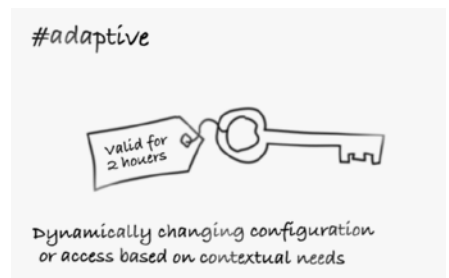 #adaptive
valid for
2 houers
Dynamically changing configuration
or access based on contextual needs